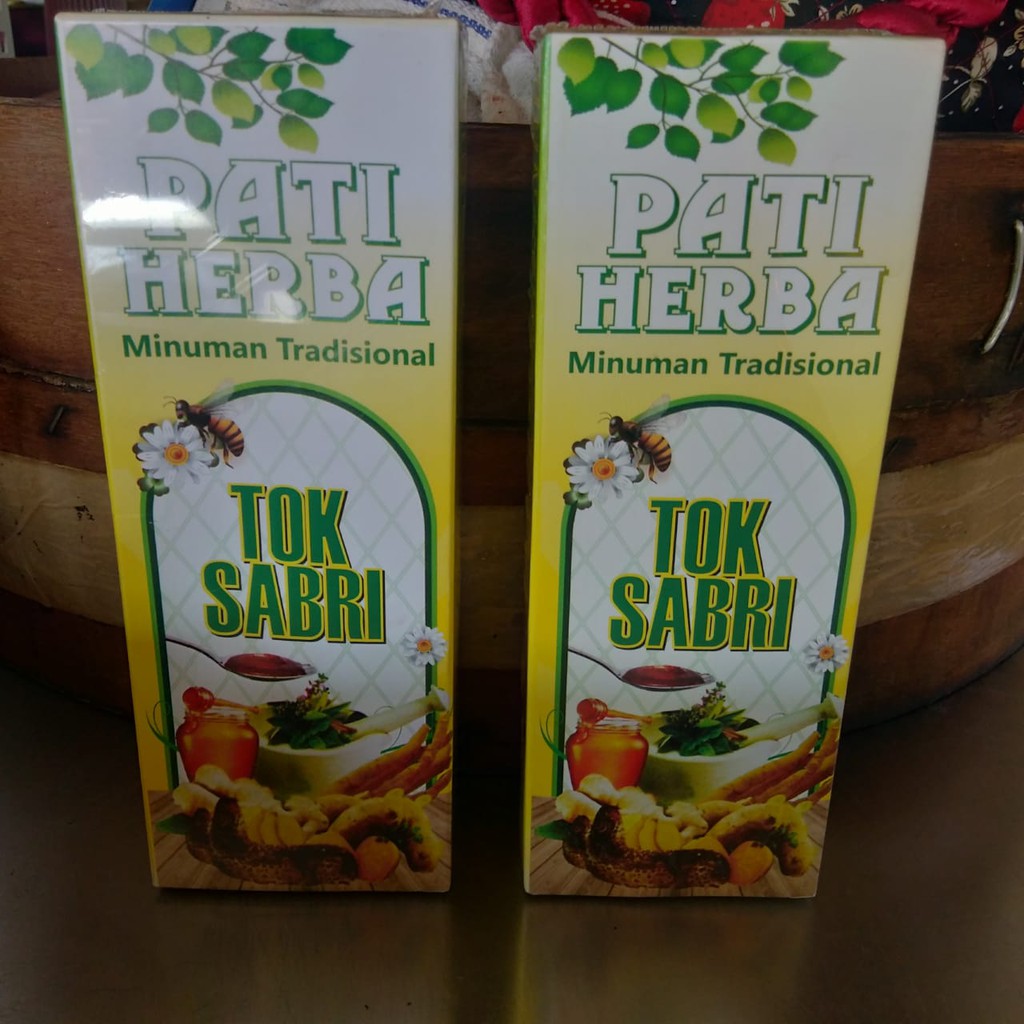 PATI
HERBA
Minuman Tradisional
TOK
SABRI
PATI
HERBA
Minuman Tradisional
TOK
SABRI